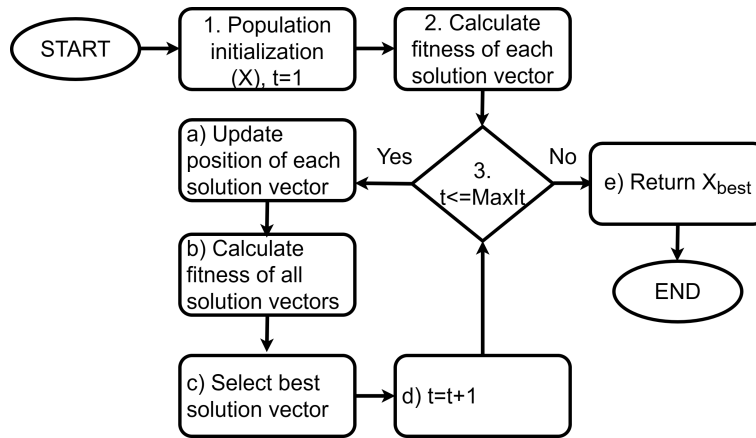 START
1. Population
initialization
(X), t=1
2. Calculate
fitness of each
solution vector
3.
t<=MaxIt
Yes
No
a) Update
position of each
solution vector
b) Calculate
fitness of all
solution vectors
c) Select best
solution vector
d) t=t+1
e) Return Xbest
END